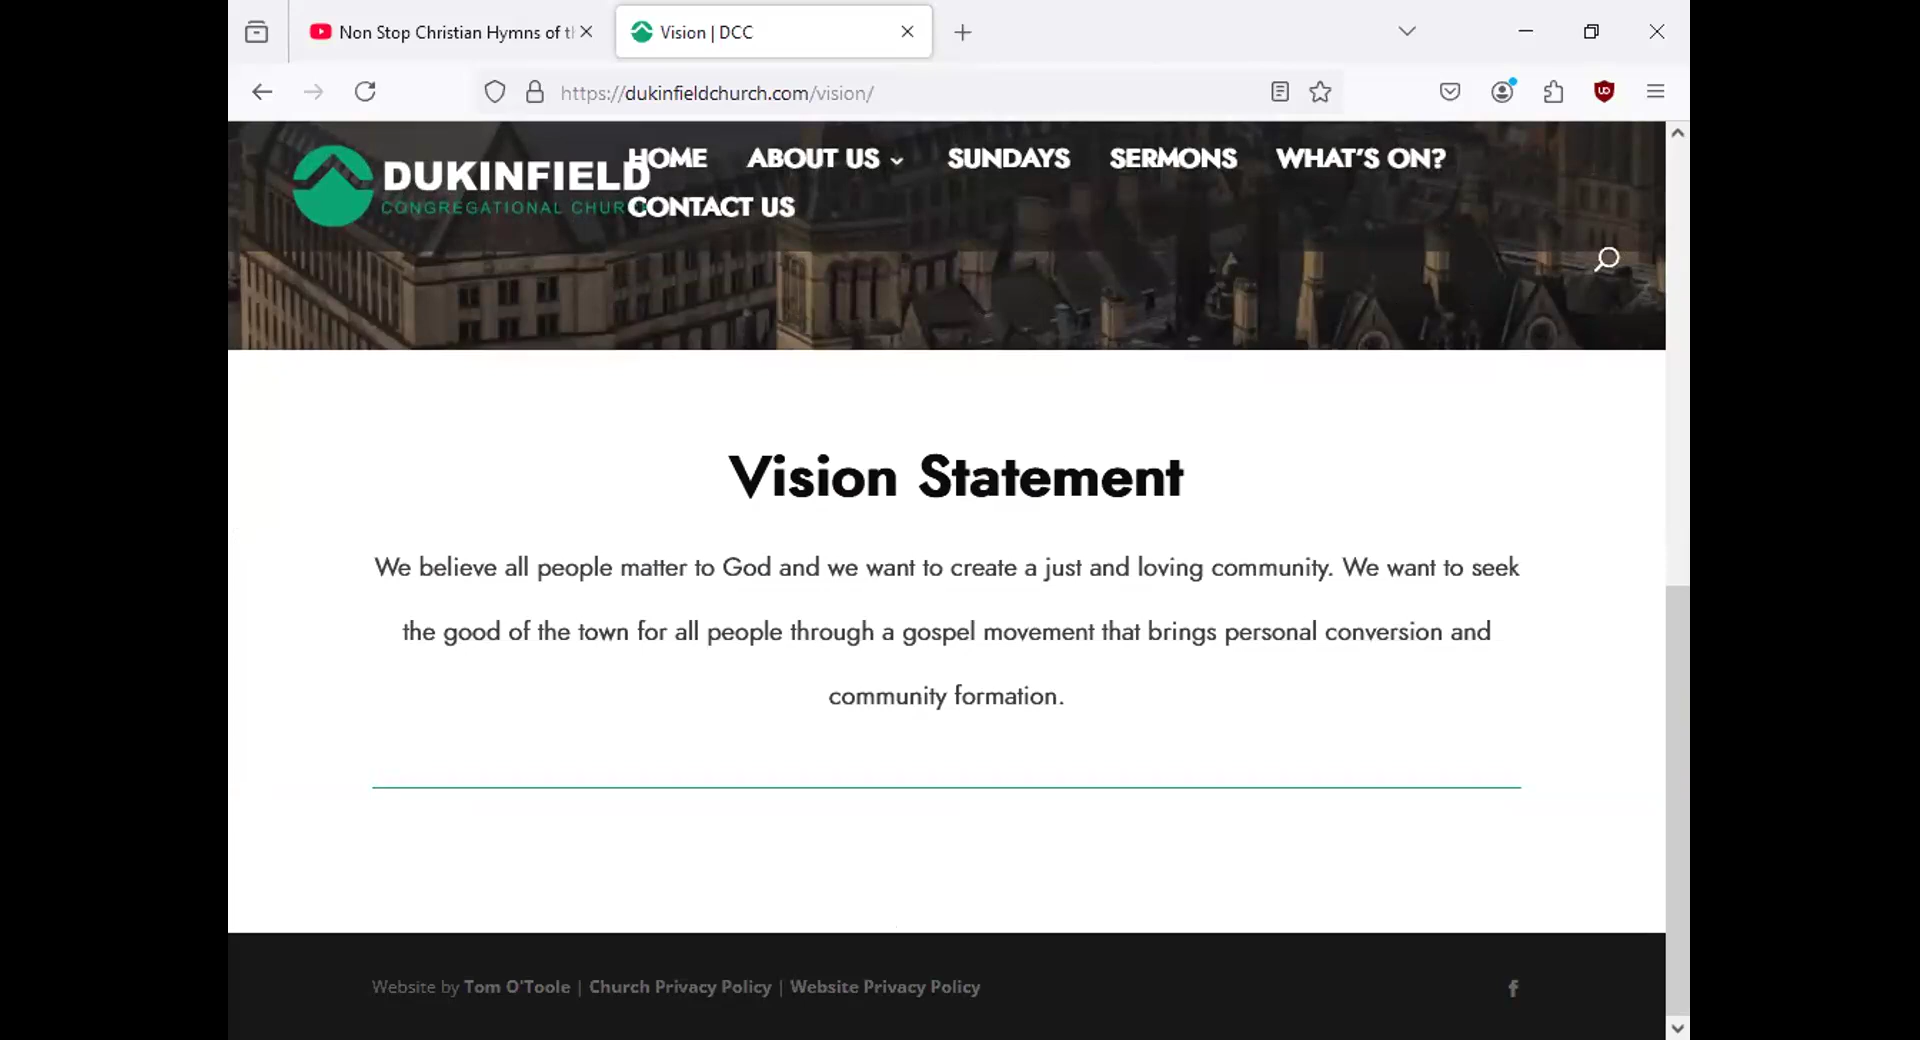 Non Stop Christian Hymns of t
Vision | DCC
https://dukinfieldchurch.com/vision/
DUKINFIELD
CONGREGATIONAL CHUR
HOME ABOUT US SUNDAYS SERMONS WHAT'S ON?
CONTACT US
Vision Statement
We believe all people matter to God and we want to create a just and loving community. We want to seek
the good of the town for all people through a gospel movement that brings personal conversion and
community formation.
Website by Tom O'Toole | Church Privacy Policy | Website Privacy Policy